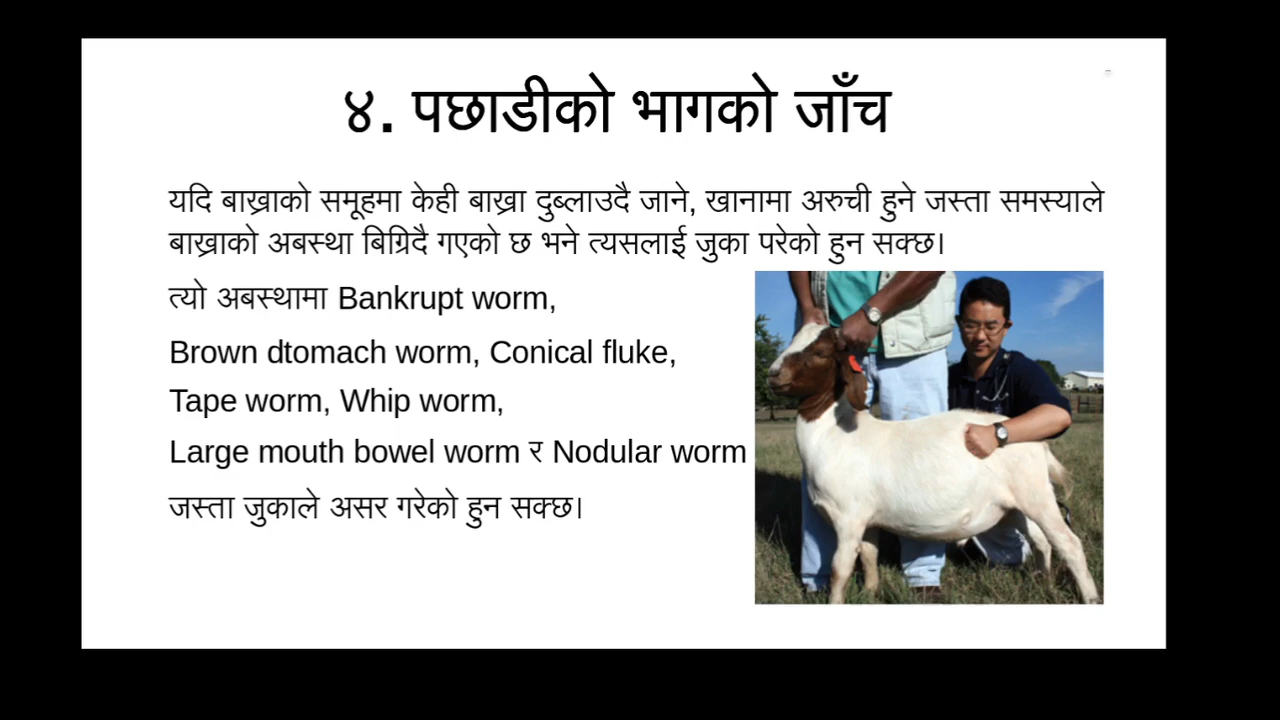 ४. पछाडीको भागको जाँच
यदि बाख्राको समूहमा केही बाख्रा दुब्लाउदै जाने, खानामा अरुची हुने जस्ता समस्याले
बाख्राको अबस्था बिग्रिदै गएको छ भने त्यसलाई जुका परेको हुन सक्छ।
त्यो अबस्थामा Bankrupt worm,
Brown dtomach worm, Conical fluke,
Tape worm, Whip worm,
Large mouth bowel worm र Nodular worm
जस्ता जुकाले असर गरेको हुन सक्छ।